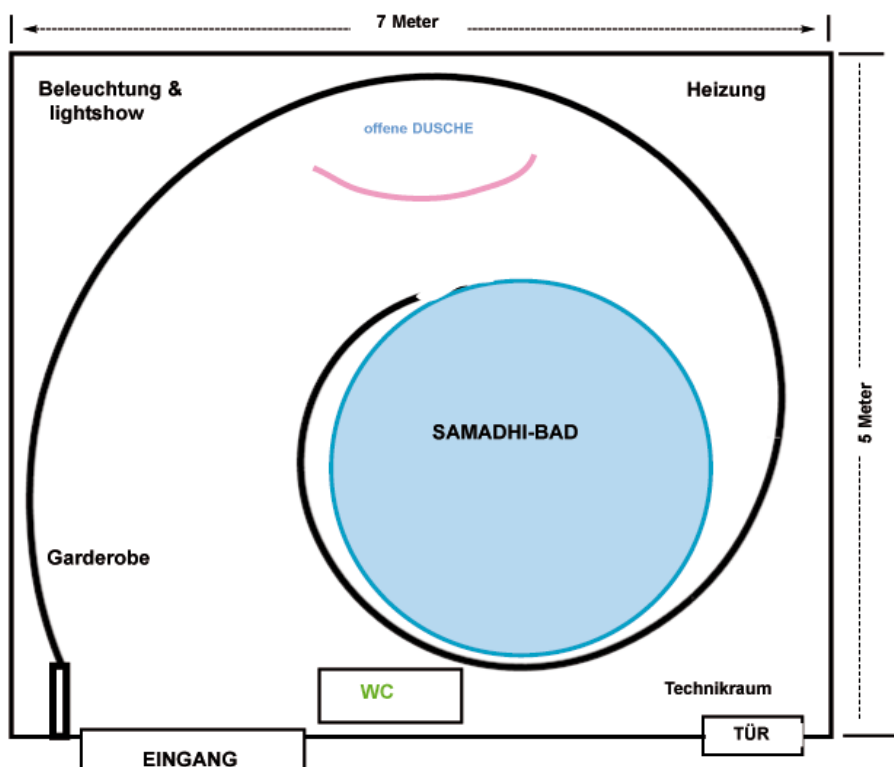 7 Meter
Beleuchtung &
lightshow
Heizung
offene DUSCHE
5 Meter
SAMADHI-BAD
Garderobe
WC
Technikraum
TÜR
EINGANG